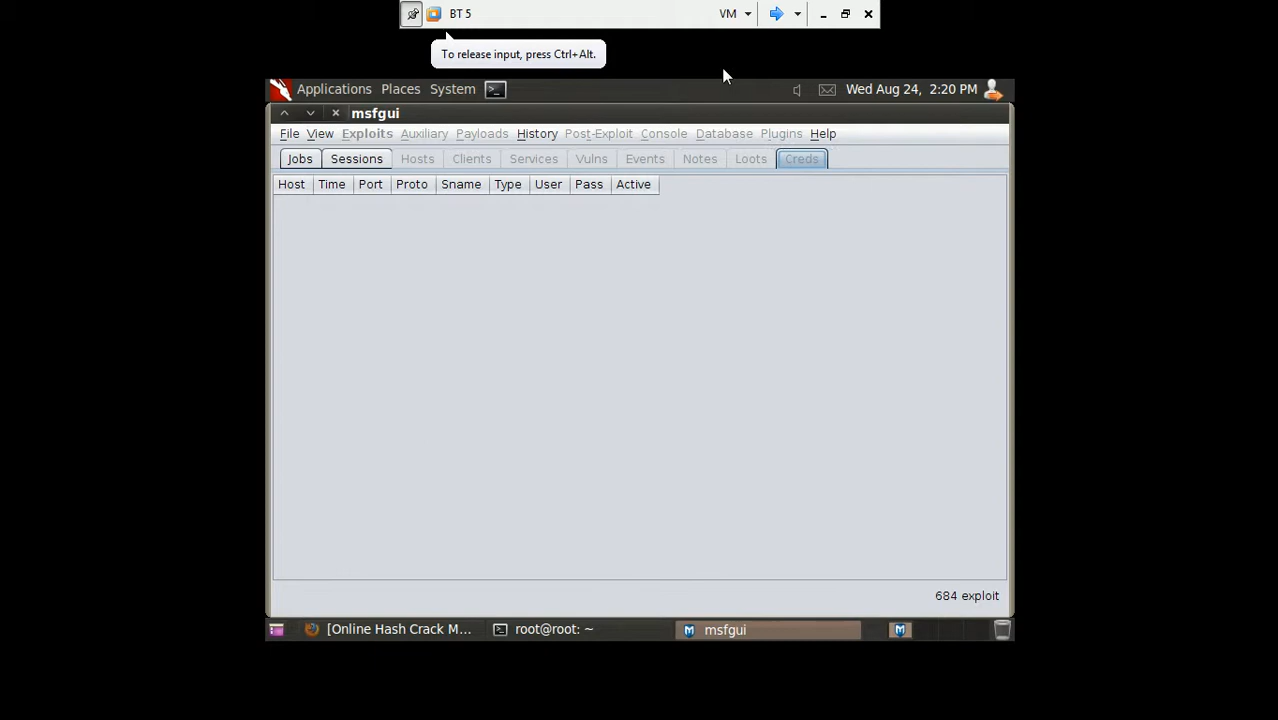 BT 5 VM
To release input, press Ctrl+Alt.
Applications Places System Wed Aug 24, 2:20 PM
msfgui
File View Exploits Auxiliary Payloads History Post-Exploit Console Database Plugins Help
Jobs Sessions Hosts Clients Services Vulns Events Notes Loots Creds
Host Time Port Proto Sname Type User Pass Active
684 exploit
[Online Hash Crack M... root@root: ~ msfgui